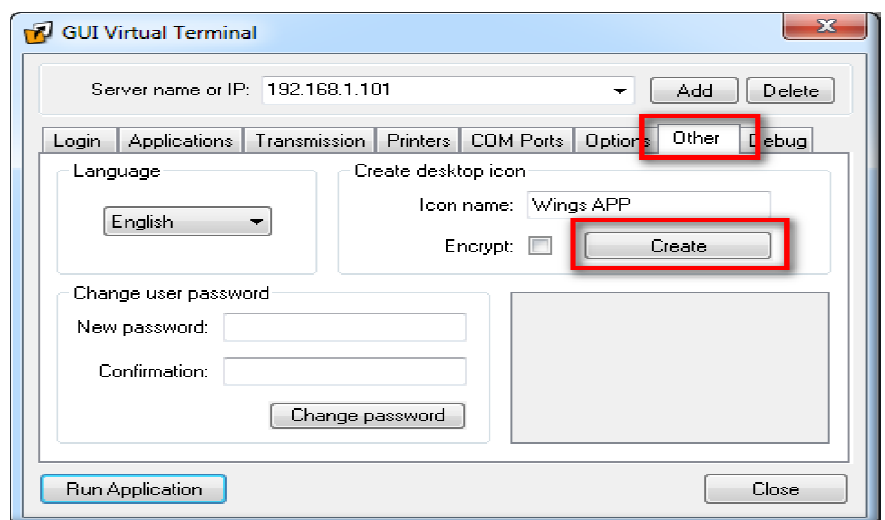 GUI Virtual Terminal
Server name or IP: 192.168.1.101 Add Delete
Login Applications Transmission Printers COM Ports Options Other Debug
Language Create desktop icon
Icon name: Wings APP
English
Encrypt: Create
Change user password
New password:
Confirmation:
Change password
Run Application Close